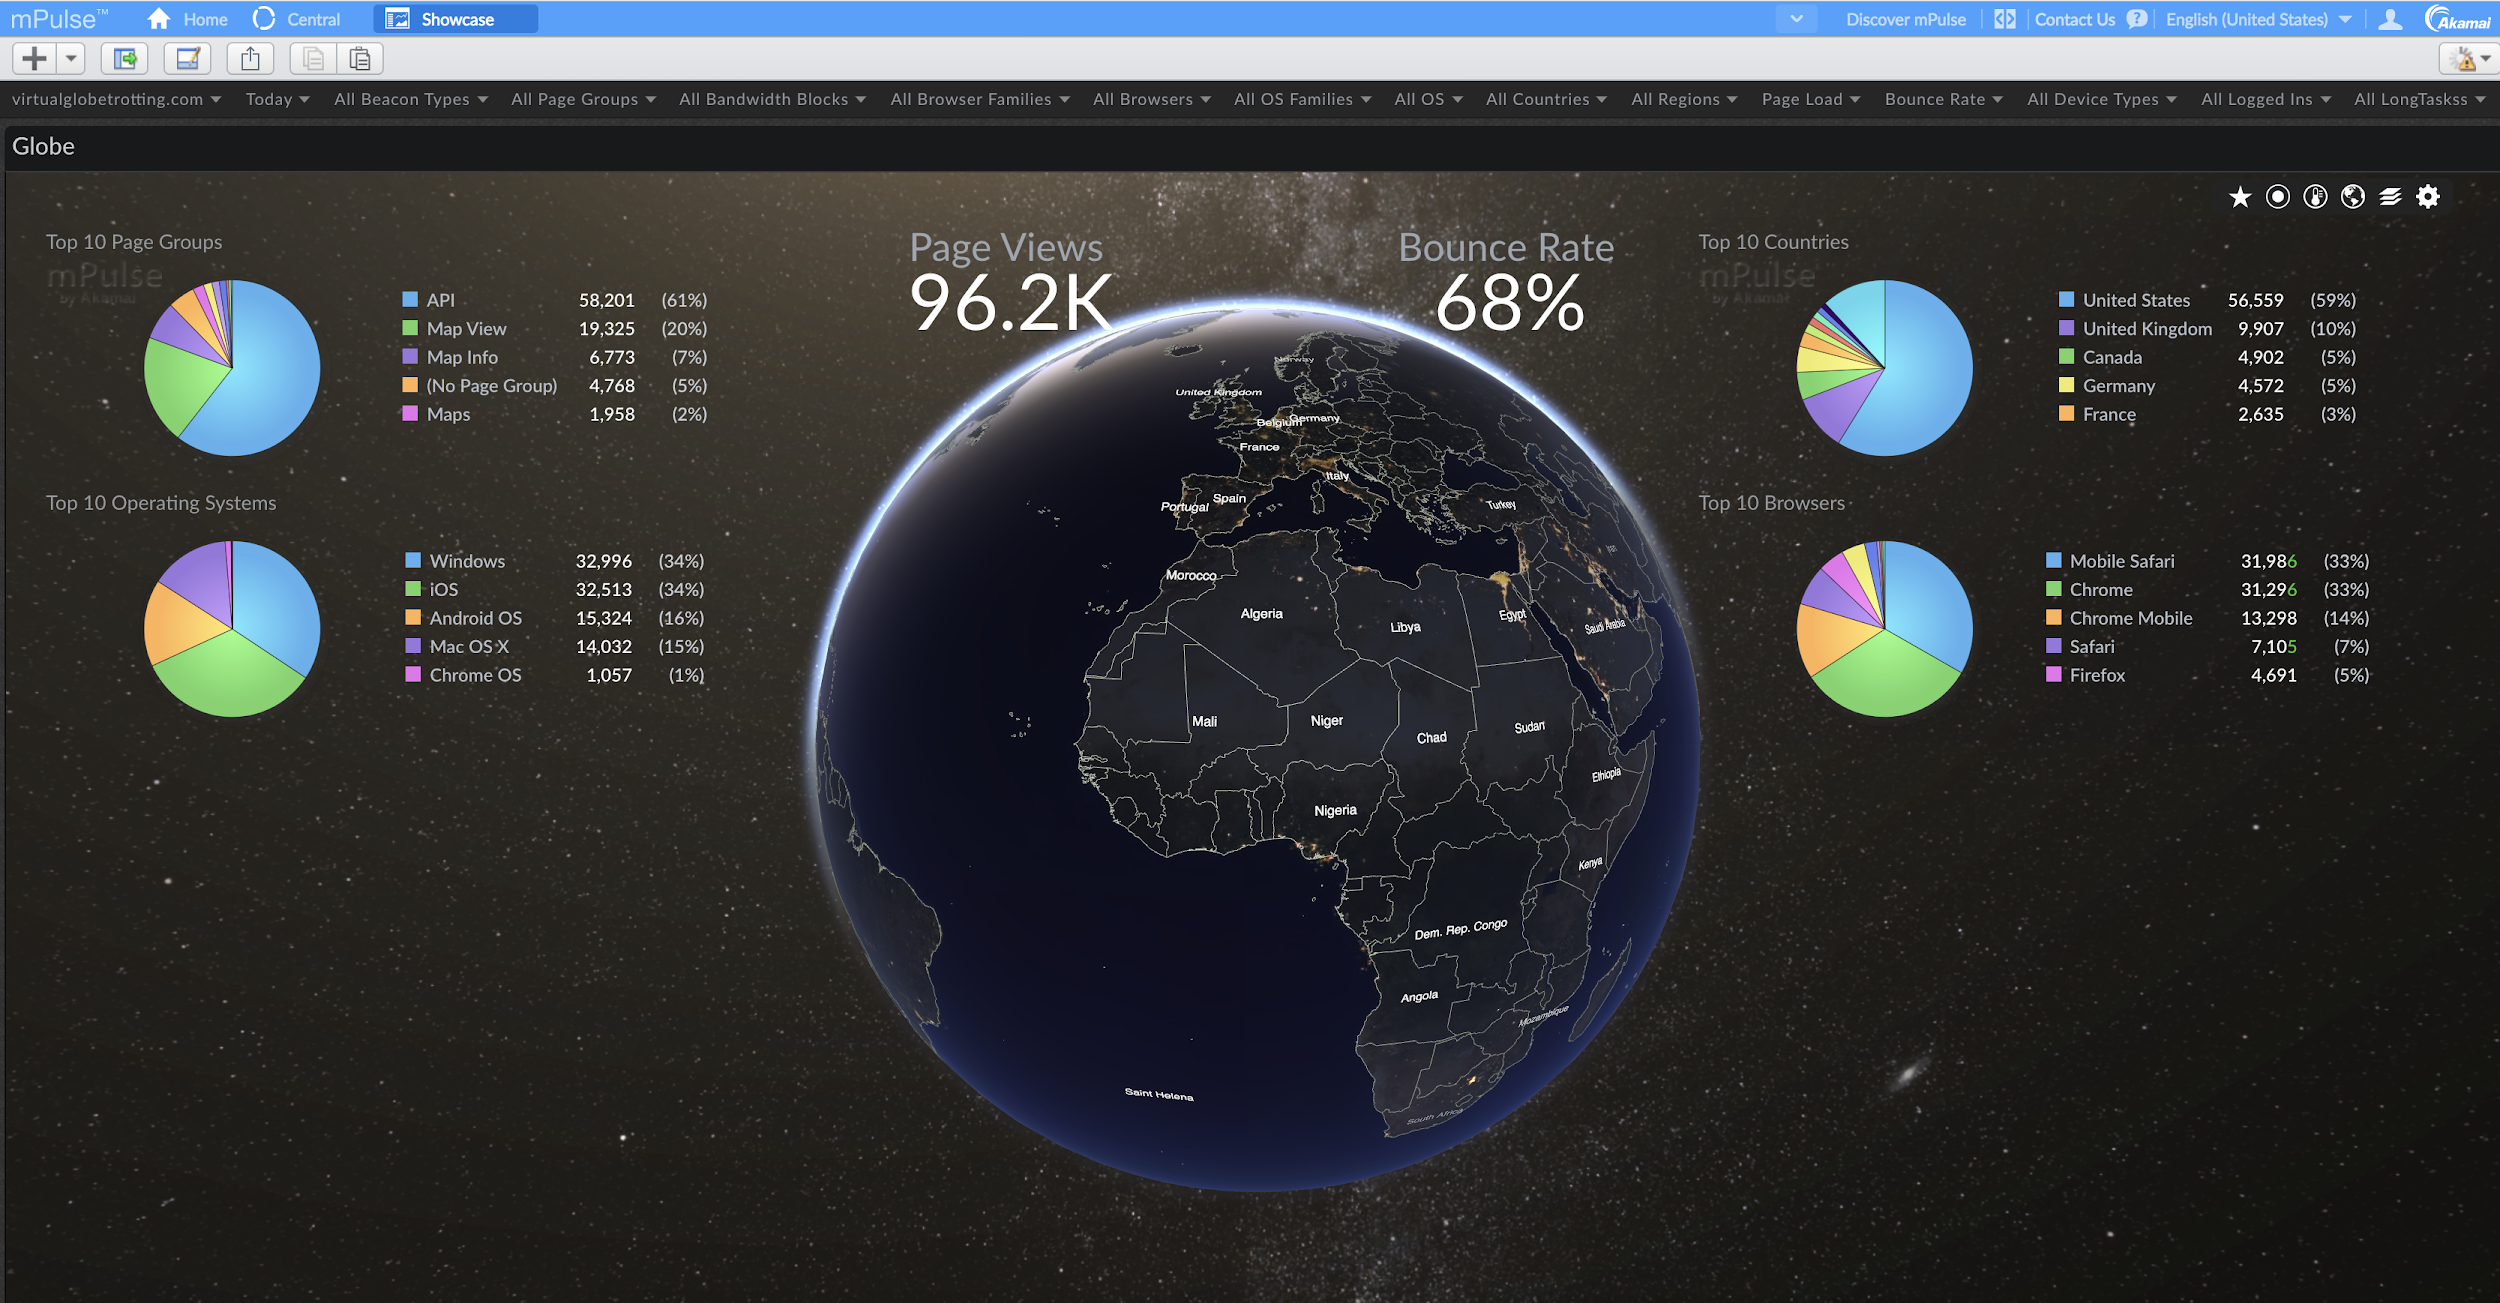 mPulse™ Home Central Showcase Discover mPulse Contact Us English (United States) Akamai
virtualglobetrotting.com Today All Beacon Types All Page Groups All Bandwidth Blocks All Browser Families All Browsers All OS Families All OS All Countries All Regions Page Load Bounce Rate All Device Types All Logged Ins All LongTaskss
Globe
Top 10 Page Groups
mPulse
by Akamai
API 58,201 (61%)
Map View 19,325 (20%)
Map Info 6,773 (7%)
(No Page Group) 4,768 (5%)
Maps 1,958 (2%)
Top 10 Operating Systems
Windows 32,996 (34%)
iOS 32,513 (34%)
Android OS 15,324 (16%)
Mac OS X 14,032 (15%)
Chrome OS 1,057 (1%)
Page Views
96.2K
Bounce Rate
68%
Norway
United Kingdom
Germany
Belgium
France
Italy
Spain
Portugal
Turkey
Iran
Morocco
Algeria
Libya
Egypt
Saudi Arabia
Mali
Niger
Chad
Sudan
Ethiopia
Nigeria
Kenya
Dem. Rep. Congo
Angola
Mozambique
Saint Helena
South Africa
Top 10 Countries
mPulse
by Akamai
United States 56,559 (59%)
United Kingdom 9,907 (10%)
Canada 4,902 (5%)
Germany 4,572 (5%)
France 2,635 (3%)
Top 10 Browsers
Mobile Safari 31,986 (33%)
Chrome 31,296 (33%)
Chrome Mobile 13,298 (14%)
Safari 7,105 (7%)
Firefox 4,691 (5%)